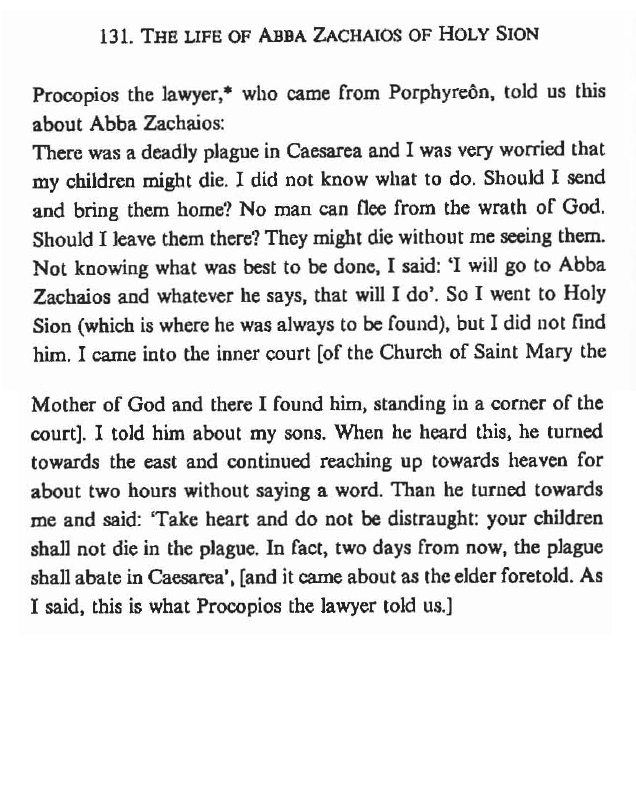 131. THE LIFE OF ABBA ZACHAIOS OF HOLY SION
Procopios the lawyer,* who came from Porphyreôn, told us this
about Abba Zachaios:
There was a deadly plague in Caesarea and I was very worried that
my children might die. I did not know what to do. Should I send
and bring them home? No man can flee from the wrath of God.
Should I leave them there? They might die without me seeing them.
Not knowing what was best to be done, I said: ‘I will go to Abba
Zachaios and whatever he says, that will I do’. So I went to Holy
Sion (which is where he was always to be found), but I did not find
him. I came into the inner court [of the Church of Saint Mary the
Mother of God and there I found him, standing in a corner of the
court]. I told him about my sons. When he heard this, he turned
towards the east and continued reaching up towards heaven for
about two hours without saying a word. Than he turned towards
me and said: ‘Take heart and do not be distraught: your children
shall not die in the plague. In fact, two days from now, the plague
shall abate in Caesarea’, [and it came about as the elder foretold. As
I said, this is what Procopios the lawyer told us.]